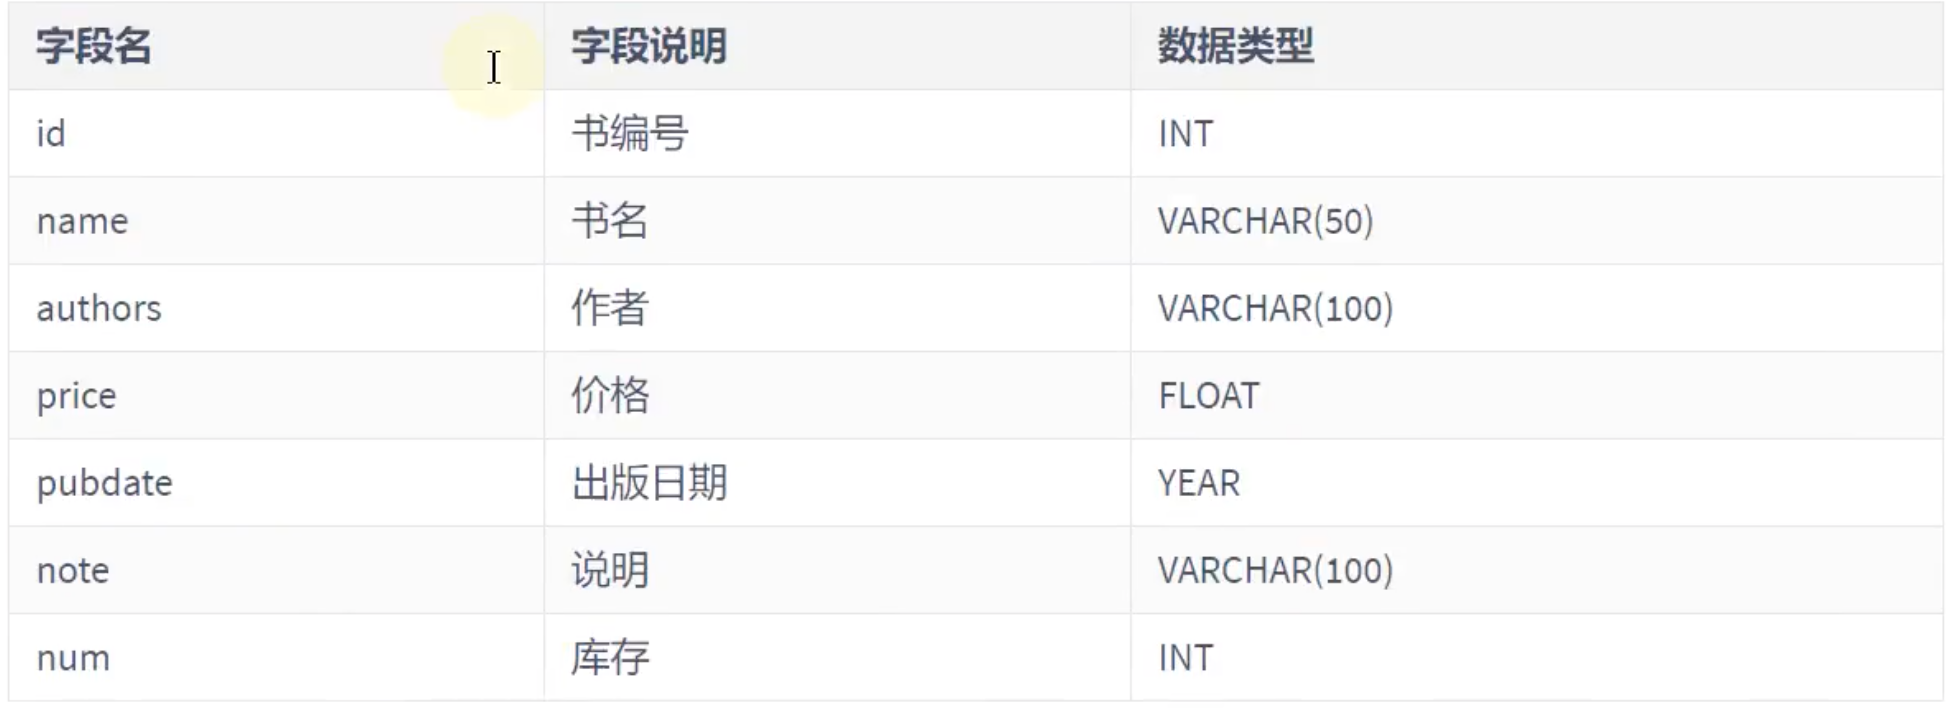 字段名 字段说明 数据类型
id 书编号 INT
name 书名 VARCHAR(50)
authors 作者 VARCHAR(100)
price 价格 FLOAT
pubdate 出版日期 YEAR
note 说明 VARCHAR(100)
num 库存 INT